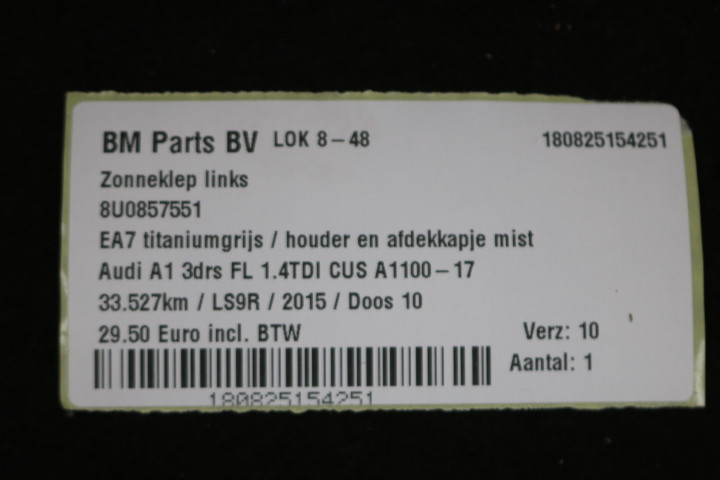 BM Parts BV LOK 8-48 180825154251
Zonneklep links
8U0857551
EA7 titaniumgrijs / houder en afdekkapje mist
Audi A1 3drs FL 1.4TDI CUS A1100-17
33.527km / LS9R / 2015 / Doos 10
29.50 Euro incl. BTW Verz: 10
Aantal: 1
180825154251